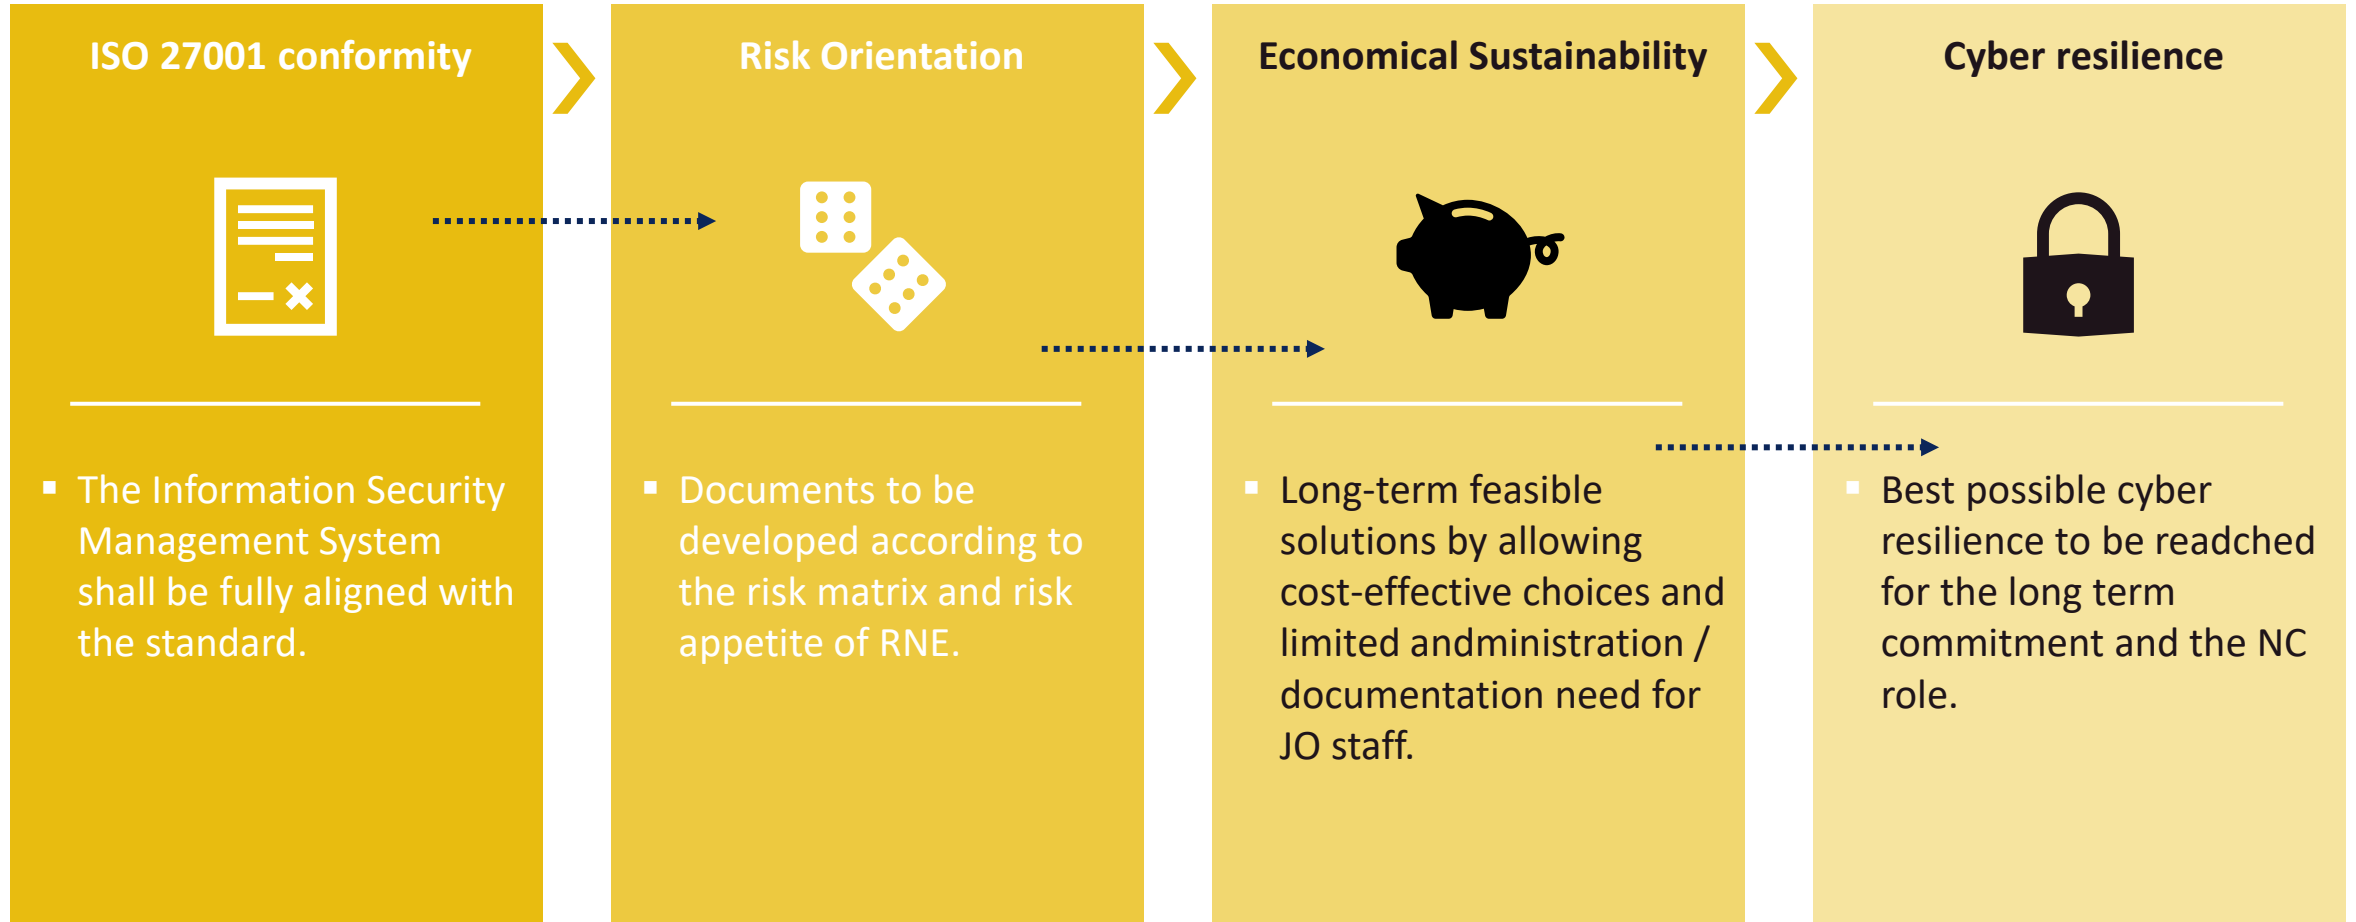 ISO 27001 conformity
▪ The Information Security
Management System
shall be fully aligned with
the standard.
Risk Orientation
▪ Documents to be
developed according to
the risk matrix and risk
appetite of RNE.
Economical Sustainability
▪ Long-term feasible
solutions by allowing
cost-effective choices and
limited andministration /
documentation need for
JO staff.
Cyber resilience
▪ Best possible cyber
resilience to be readched
for the long term
commitment and the NC
role.